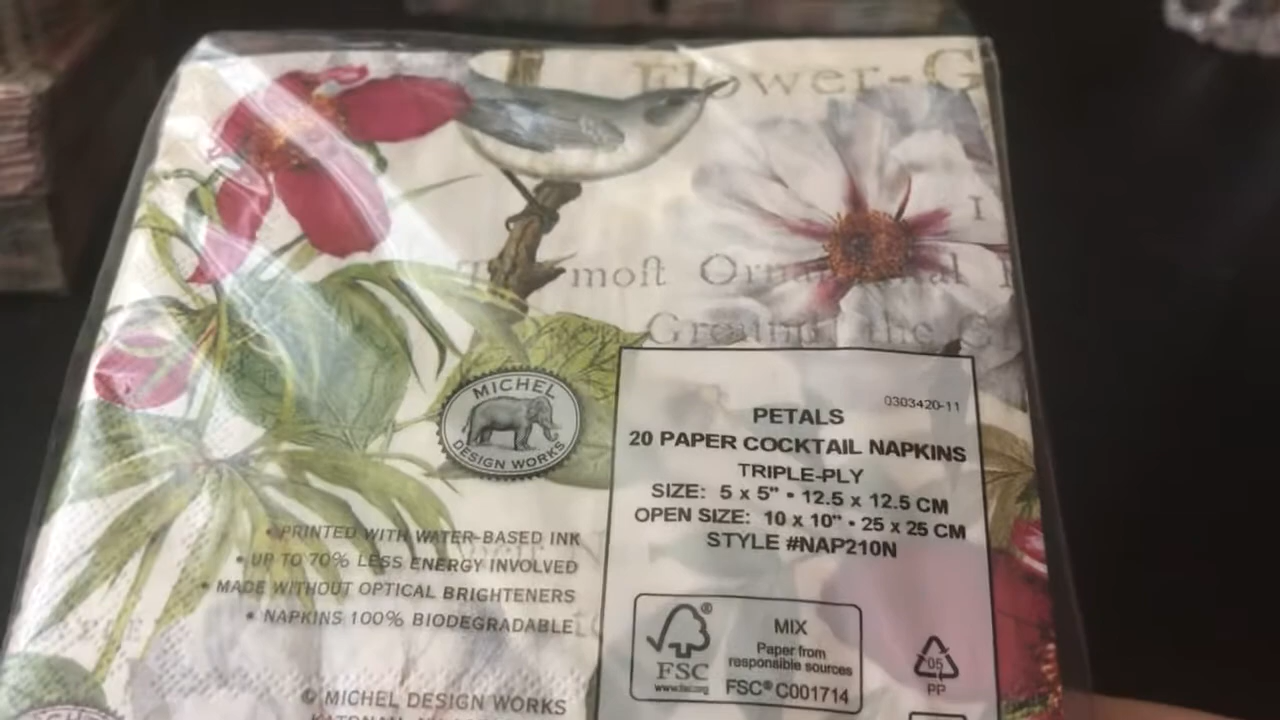 Flower-G
I
moſt Orna al
the
MICHEL
DESIGN WORKS
0303420-11
PETALS
20 PAPER COCKTAIL NAPKINS
TRIPLE-PLY
SIZE: 5 x 5" • 12.5 x 12.5 CM
OPEN SIZE: 10 x 10" • 25 x 25 CM
STYLE #NAP210N
• PRINTED WITH WATER-BASED INK
• UP TO 70% LESS ENERGY INVOLVED
• MADE WITHOUT OPTICAL BRIGHTENERS
• NAPKINS 100% BIODEGRADABLE
FSC®
www.fsc.org
MIX
Paper from
responsible sources
FSC® C001714
05
PP
© MICHEL DESIGN WORKS